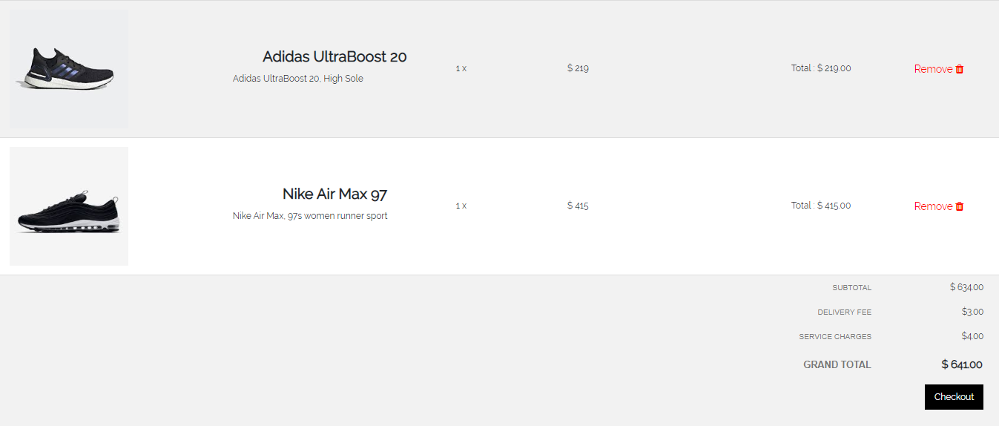 Adidas UltraBoost 20
Adidas UltraBoost 20, High Sole
1 x
$ 219
Total : $ 219.00
Remove
Nike Air Max 97
Nike Air Max, 97s women runner sport
1 x
$ 415
Total : $ 415.00
Remove
SUBTOTAL $ 634.00
DELIVERY FEE $3.00
SERVICE CHARGES $4.00
GRAND TOTAL $ 641.00
Checkout